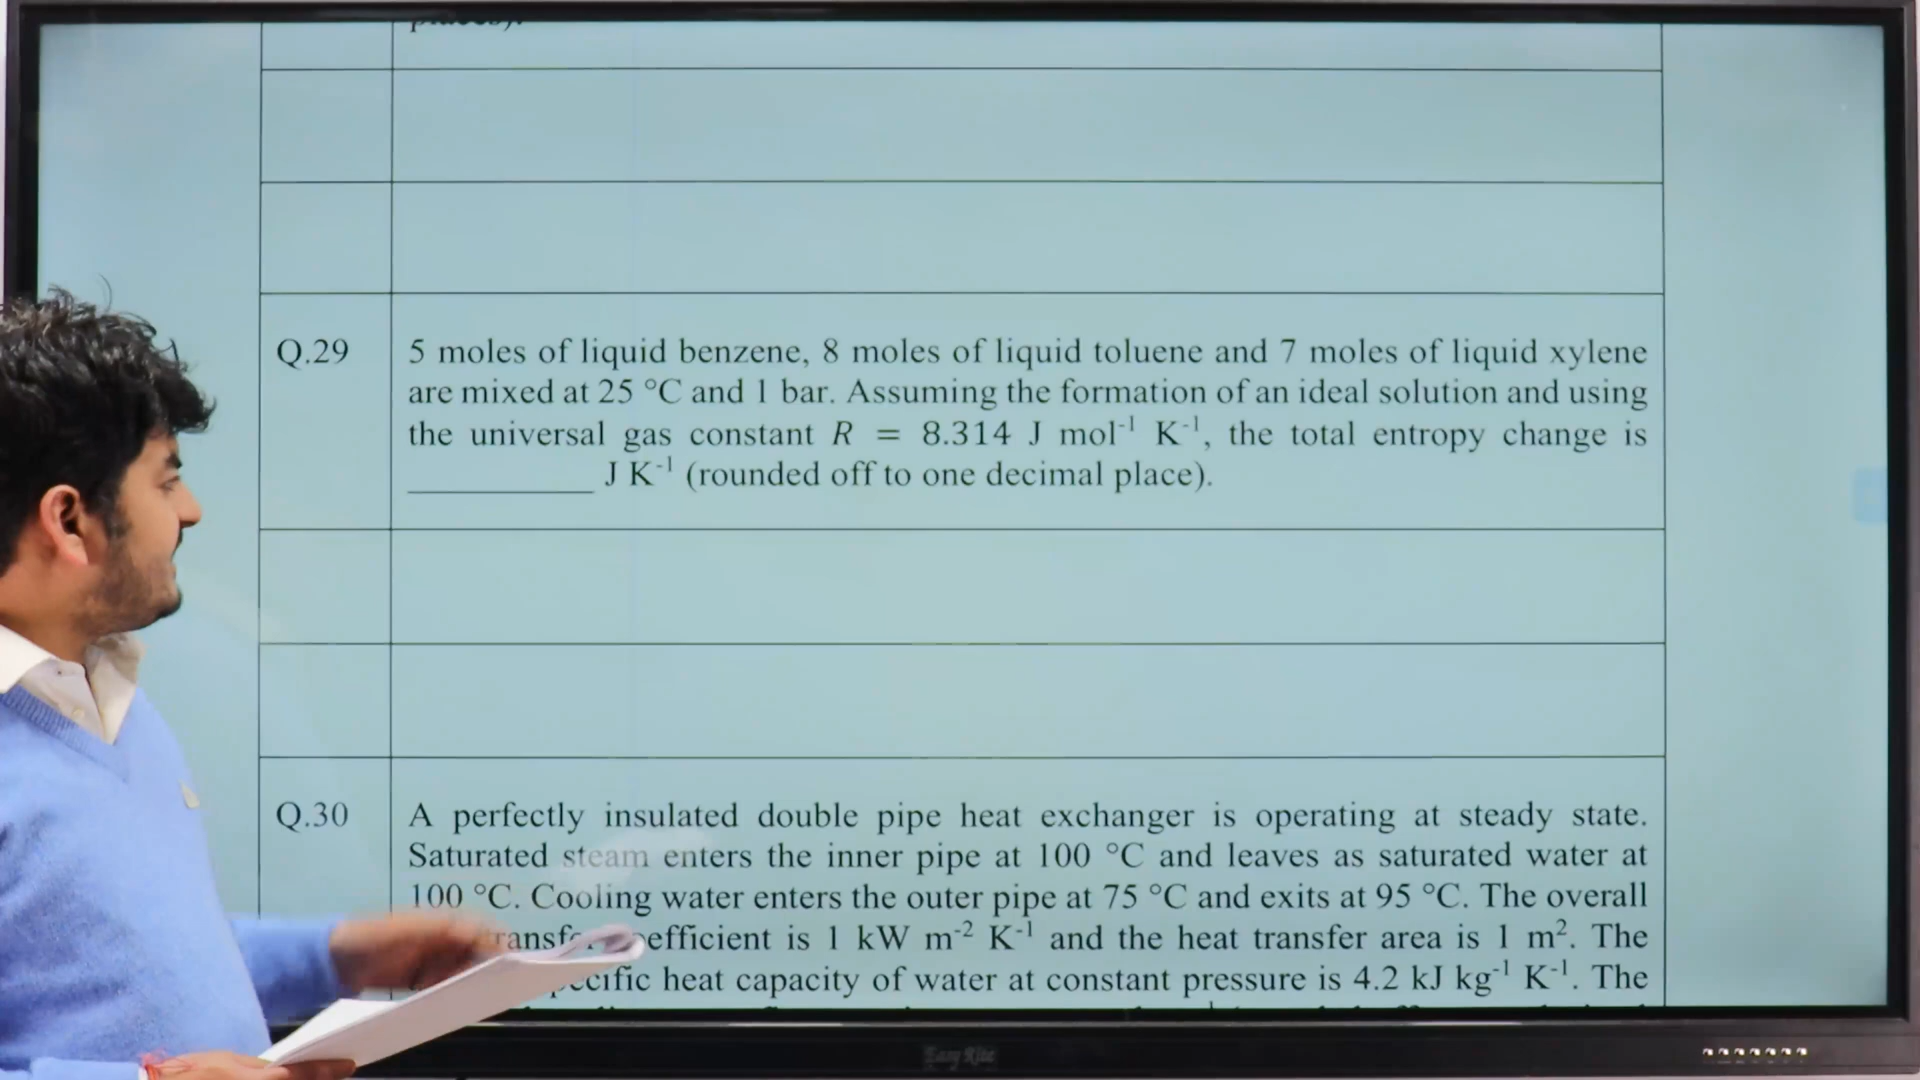 Q.29
5 moles of liquid benzene, 8 moles of liquid toluene and 7 moles of liquid xylene
are mixed at 25 °C and 1 bar. Assuming the formation of an ideal solution and using
the universal gas constant R = 8.314 J mol⁻¹ K⁻¹, the total entropy change is
__________ J K⁻¹ (rounded off to one decimal place).
Q.30
A perfectly insulated double pipe heat exchanger is operating at steady state.
Saturated steam enters the inner pipe at 100 °C and leaves as saturated water at
100 °C. Cooling water enters the outer pipe at 75 °C and exits at 95 °C. The overall
is 1 kW m⁻² K⁻¹ and the heat transfer area is 1 m². The
heat capacity of water at constant pressure is 4.2 kJ kg⁻¹ K⁻¹. The
Easy Rite